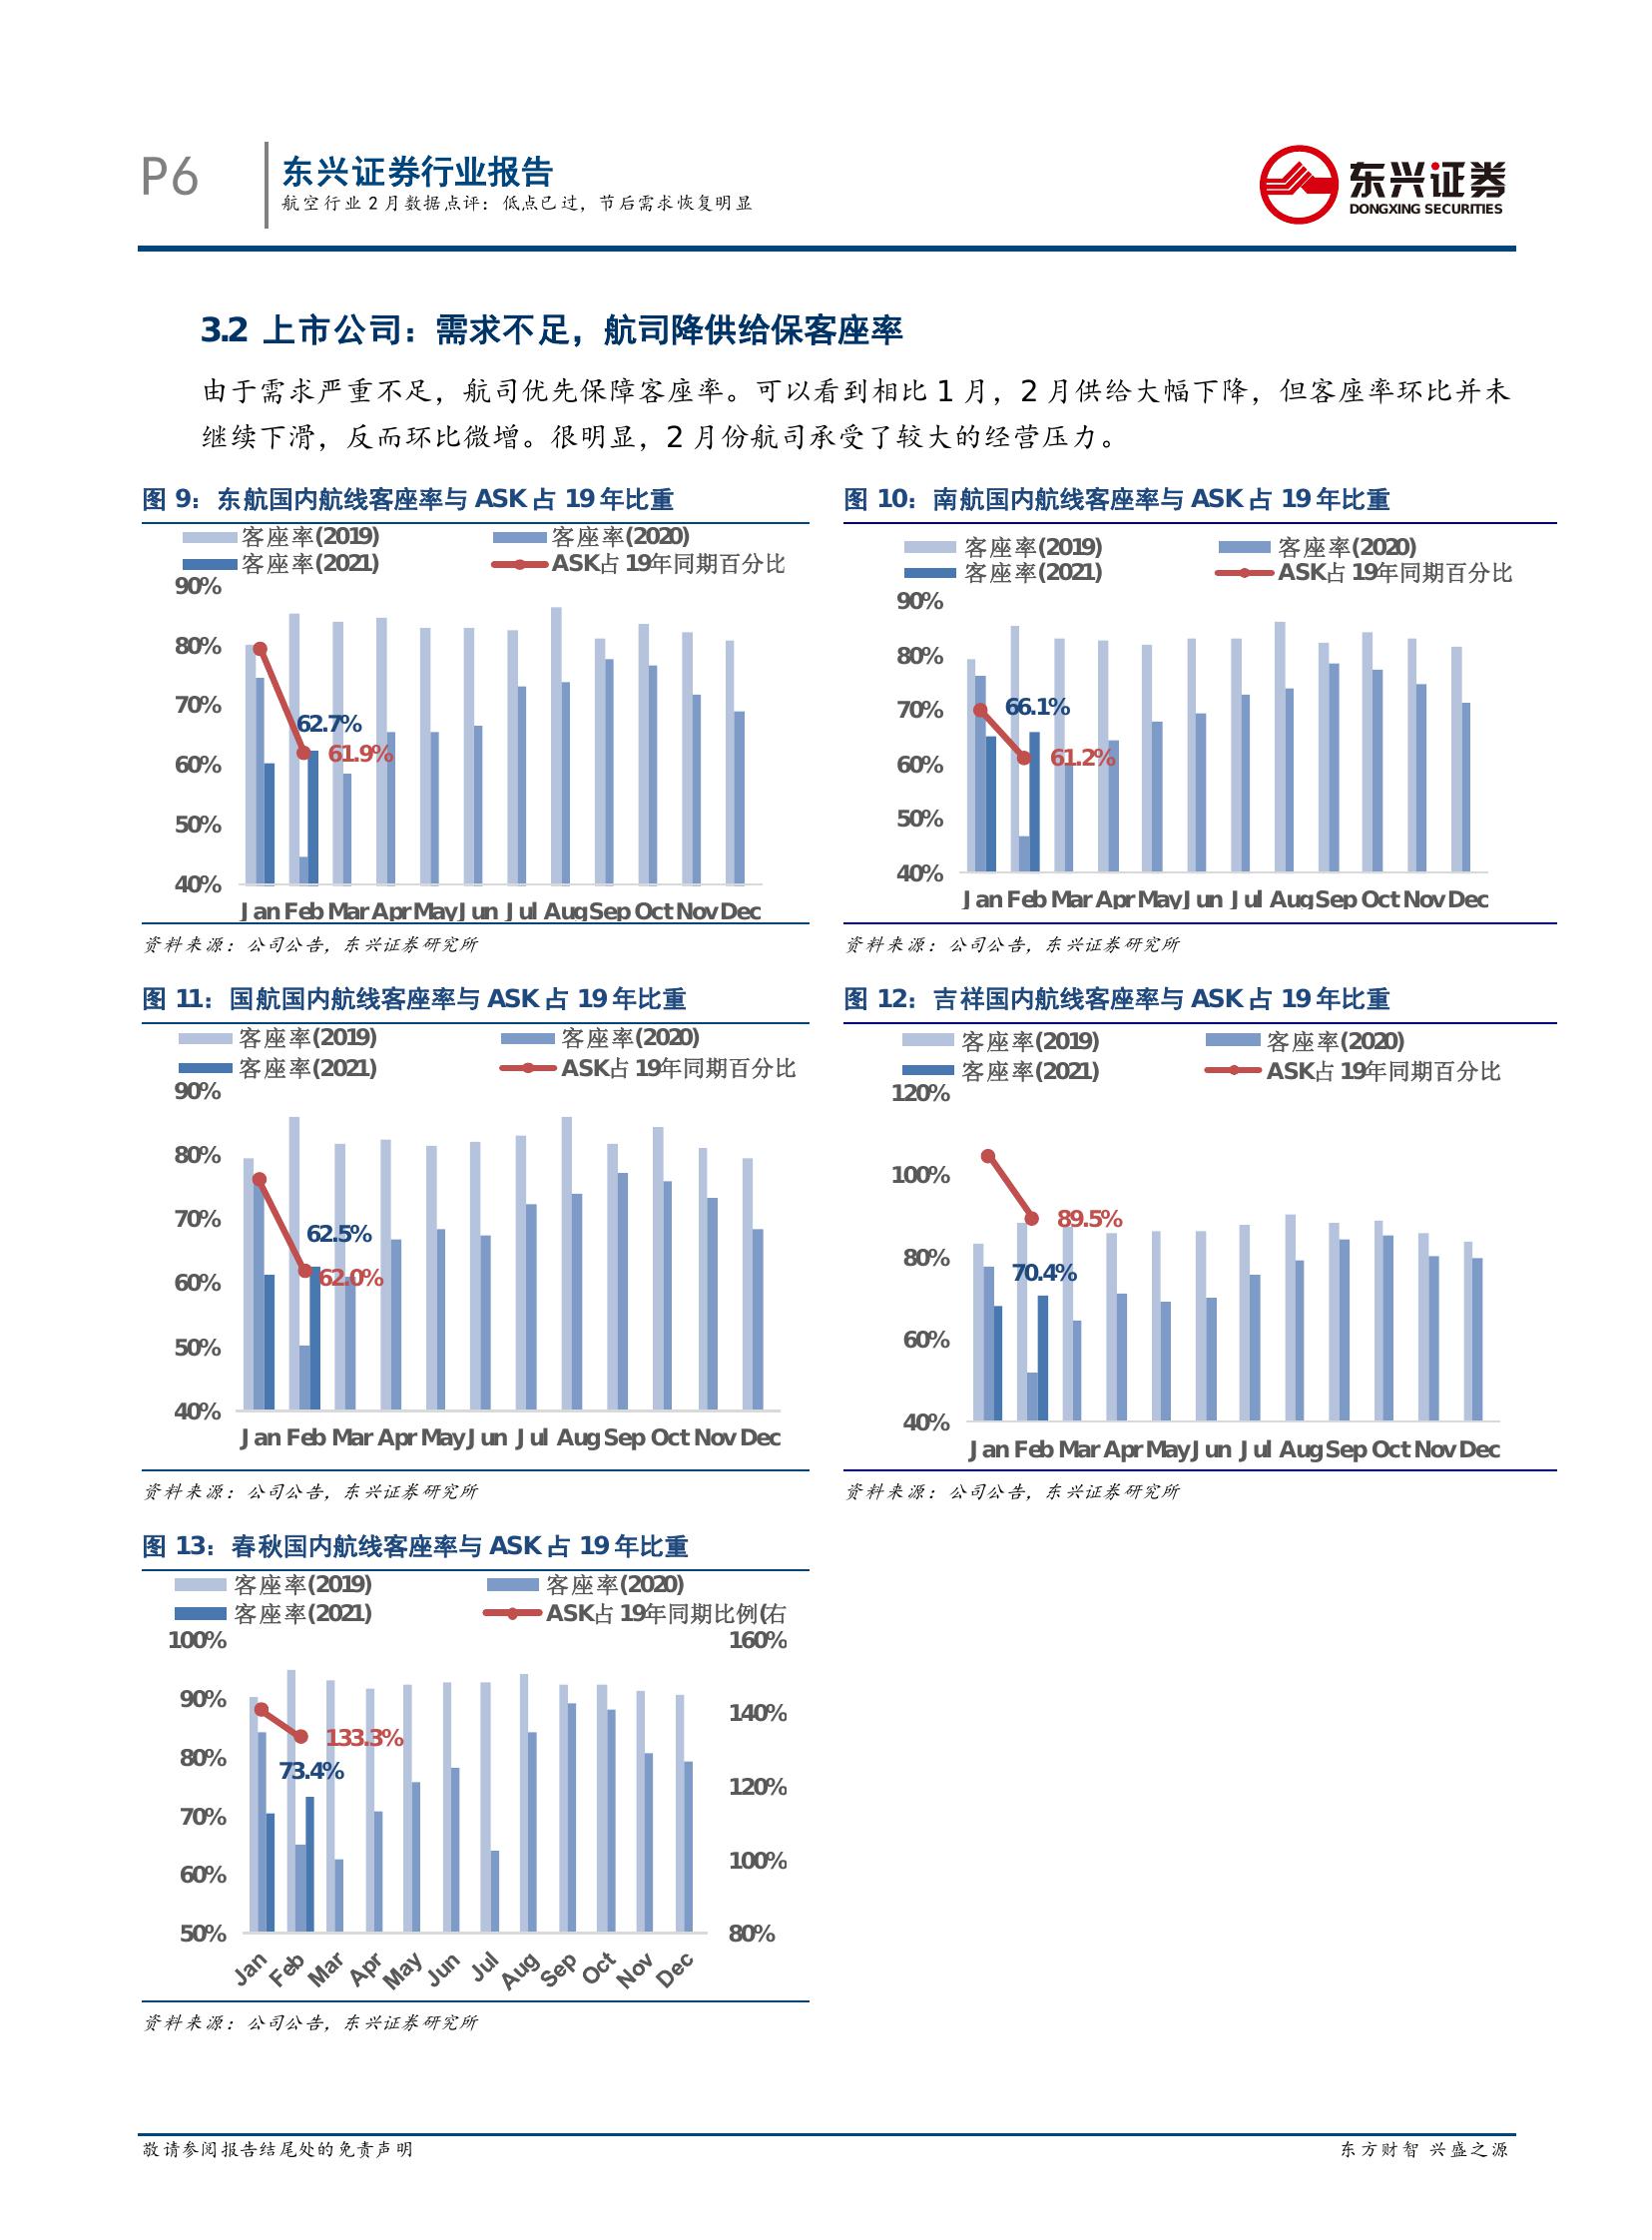 P6
东兴证券行业报告
航空行业 2 月数据点评：低点已过，节后需求恢复明显
东兴证券
DONGXING SECURITIES
3.2 上市公司：需求不足，航司降供给保客座率
由于需求严重不足，航司优先保障客座率。可以看到相比 1 月，2 月供给大幅下降，但客座率环比并未
继续下滑，反而环比微增。很明显，2 月份航司承受了较大的经营压力。
图 9：东航国内航线客座率与 ASK 占 19 年比重
客座率(2019)
客座率(2020)
客座率(2021)
ASK占 19年同期百分比
90%
80%
70%
60%
50%
40%
62.7%
61.9%
Jan Feb Mar Apr May Jun Jul Aug Sep Oct Nov Dec
资料来源：公司公告，东兴证券研究所
图 10：南航国内航线客座率与 ASK 占 19 年比重
客座率(2019)
客座率(2020)
客座率(2021)
ASK占 19年同期百分比
90%
80%
70%
60%
50%
40%
66.1%
61.2%
Jan Feb Mar Apr May Jun Jul Aug Sep Oct Nov Dec
资料来源：公司公告，东兴证券研究所
图 11：国航国内航线客座率与 ASK 占 19 年比重
客座率(2019)
客座率(2020)
客座率(2021)
ASK占 19年同期百分比
90%
80%
70%
60%
50%
40%
62.5%
62.0%
Jan Feb Mar Apr May Jun Jul Aug Sep Oct Nov Dec
资料来源：公司公告，东兴证券研究所
图 12：吉祥国内航线客座率与 ASK 占 19 年比重
客座率(2019)
客座率(2020)
客座率(2021)
ASK占 19年同期百分比
120%
100%
80%
60%
40%
89.5%
70.4%
Jan Feb Mar Apr May Jun Jul Aug Sep Oct Nov Dec
资料来源：公司公告，东兴证券研究所
图 13：春秋国内航线客座率与 ASK 占 19 年比重
客座率(2019)
客座率(2020)
客座率(2021)
ASK占 19年同期比例(右
100%
90%
80%
70%
60%
50%
160%
140%
120%
100%
80%
133.3%
73.4%
Jan Feb Mar Apr May Jun Jul Aug Sep Oct Nov Dec
资料来源：公司公告，东兴证券研究所
敬请参阅报告结尾处的免责声明
东方财智 兴盛之源